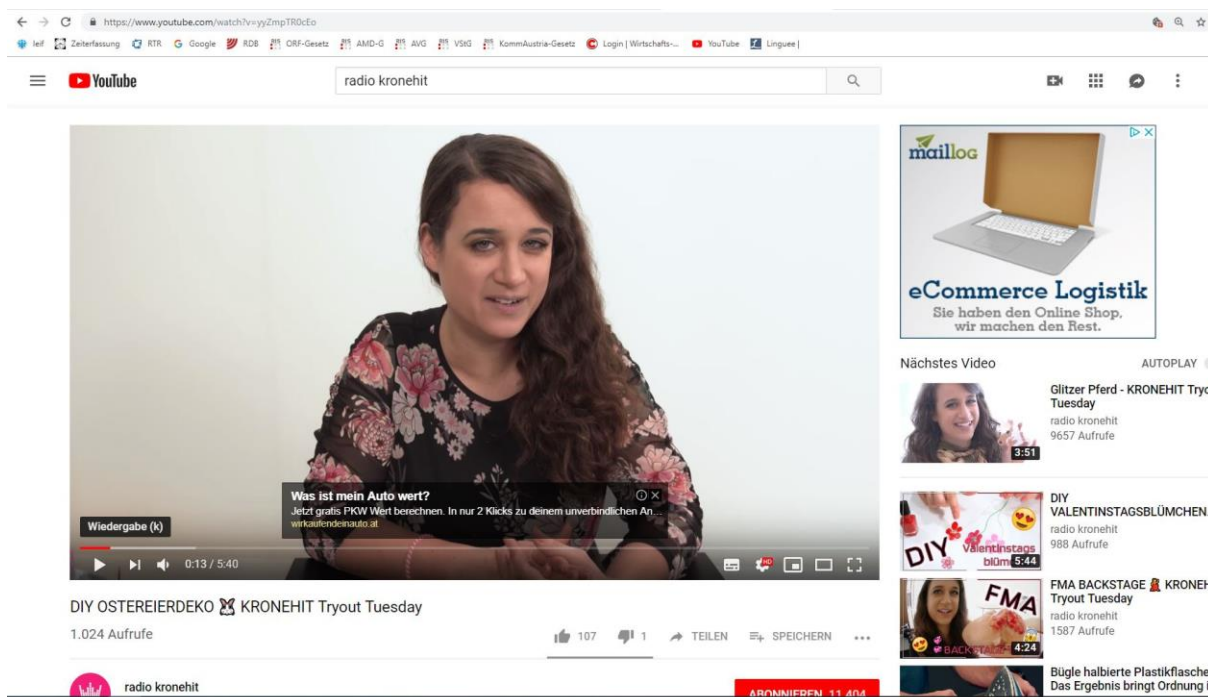 https://www.youtube.com/watch?v=yyZmpTR0cEo
leif Zeiterfassung RTR Google RDB ORF-Gesetz AMD-G AVG VStG KommAustria-Gesetz Login | Wirtschafts-... YouTube Linguee |
YouTube
radio kronehit
Was ist mein Auto wert?
Jetzt gratis PKW Wert berechnen. In nur 2 Klicks zu deinem unverbindlichen An...
wirkaufendeinauto.at
Wiedergabe (k)
0:13 / 5:40
HD
DIY OSTEREIERDEKO 🐰 KRONEHIT Tryout Tuesday
1.024 Aufrufe
107 1 TEILEN SPEICHERN ...
radio kronehit
ABONNIEREN 11.404
maillog
eCommerce Logistik
Sie haben den Online Shop,
wir machen den Rest.
Nächstes Video AUTOPLAY
Glitzer Pferd - KRONEHIT Tryo
Tuesday
radio kronehit
9657 Aufrufe
3:51
DIY
VALENTINSTAGSBLÜMCHEN
radio kronehit
988 Aufrufe
DIY Valentinstags
blüm
5:44
FMA BACKSTAGE KRONEH
Tryout Tuesday
radio kronehit
1587 Aufrufe
FMA
BACKSTAGE
4:24
Bügle halbierte Plastikflasche
Das Ergebnis bringt Ordnung i